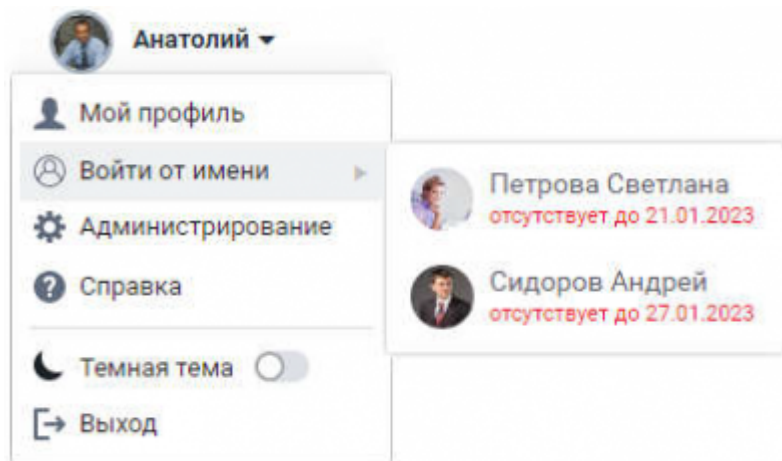 Анатолий
Мой профиль
Войти от имени
Петрова Светлана
отсутствует до 21.01.2023
Администрирование
Сидоров Андрей
отсутствует до 27.01.2023
Справка
Темная тема
Выход